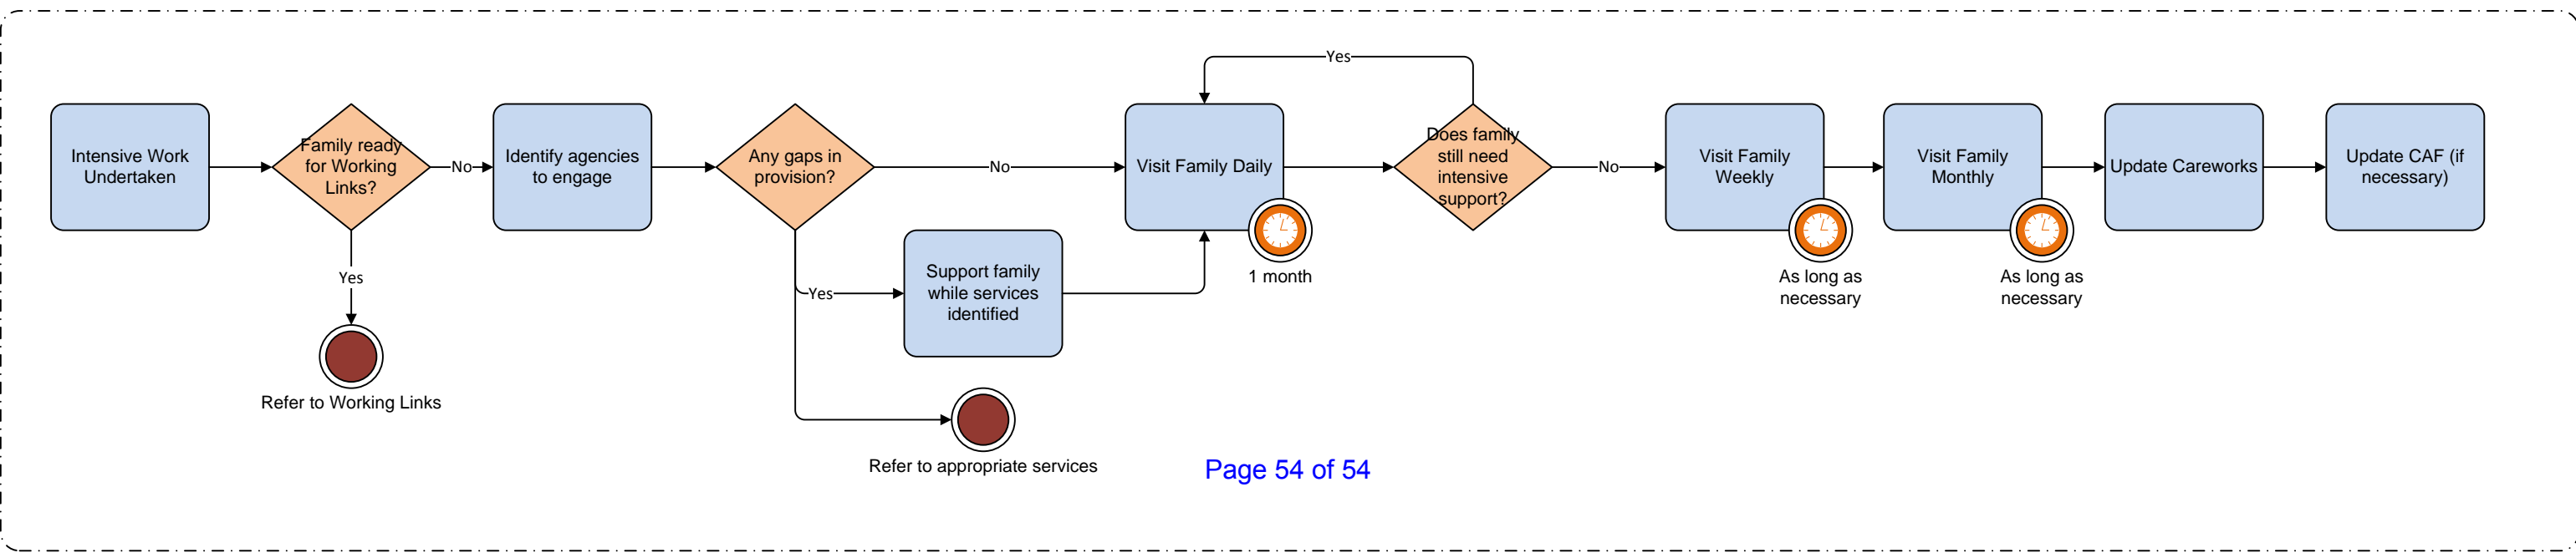 Intensive Work
Undertaken
Family ready
for Working
Links?
No
Yes
Refer to Working Links
Identify agencies
to engage
Any gaps in
provision?
No
Yes
Support family
while services
identified
Refer to appropriate services
Visit Family Daily
1 month
Yes
Does family
still need
intensive
support?
No
Visit Family
Weekly
As long as
necessary
Visit Family
Monthly
As long as
necessary
Update Careworks
Update CAF (if
necessary)
Page 54 of 54